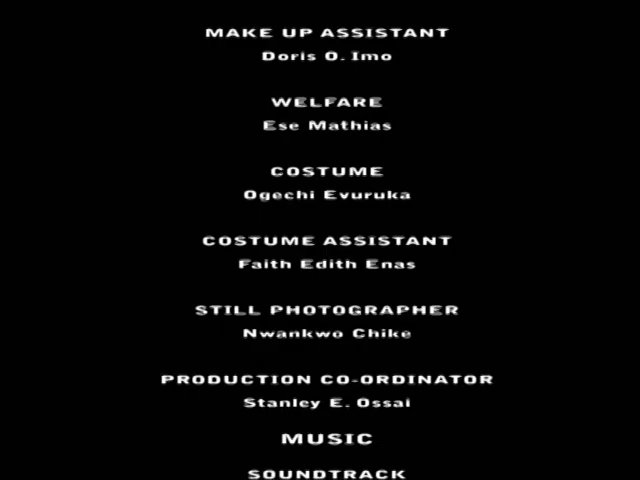 MAKE UP ASSISTANT
Doris O. Imo
WELFARE
Ese Mathias
COSTUME
Ogechi Evuruka
COSTUME ASSISTANT
Faith Edith Enas
STILL PHOTOGRAPHER
Nwankwo Chike
PRODUCTION CO-ORDINATOR
Stanley E. Ossai
MUSIC
SOUNDTRACK